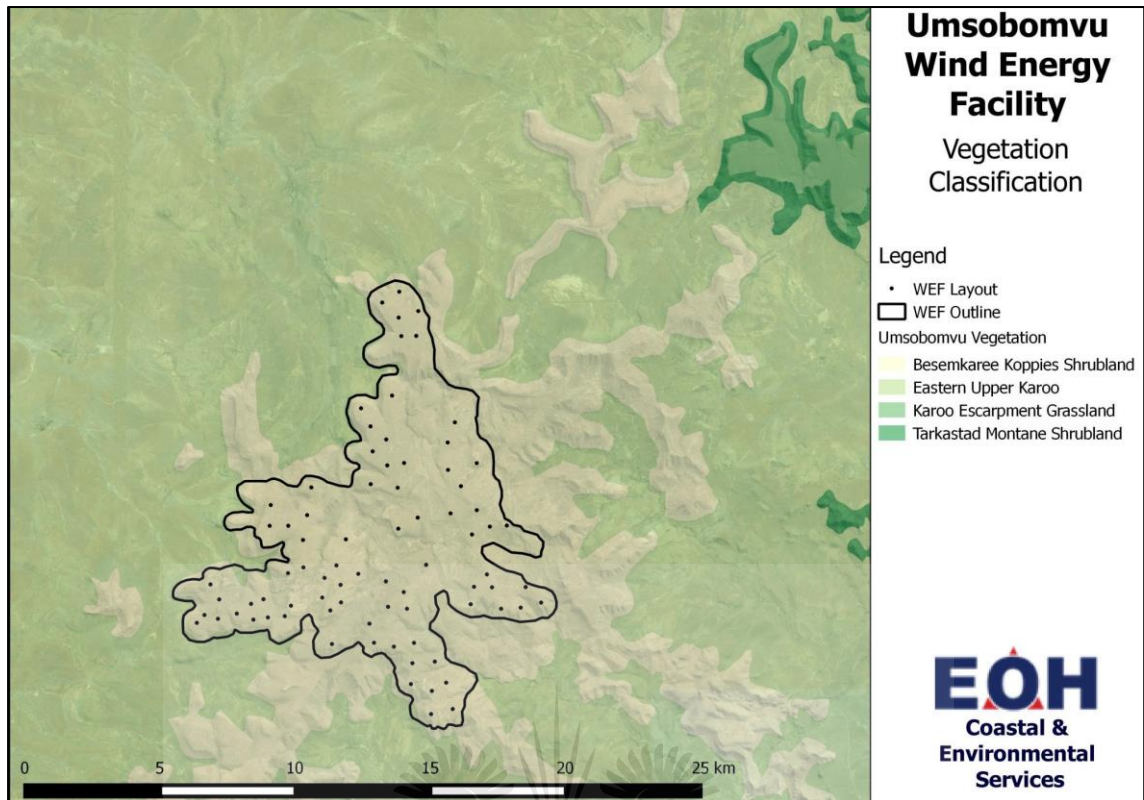 Umsobomvu
Wind Energy
Facility
Vegetation
Classification
Legend
WEF Layout
WEF Outline
Umsobomvu Vegetation
Besemkaree Koppies Shrubland
Eastern Upper Karoo
Karoo Escarpment Grassland
Tarkastad Montane Shrubland
0 5 10 15 20 25 km
EOH
Coastal &
Environmental
Services